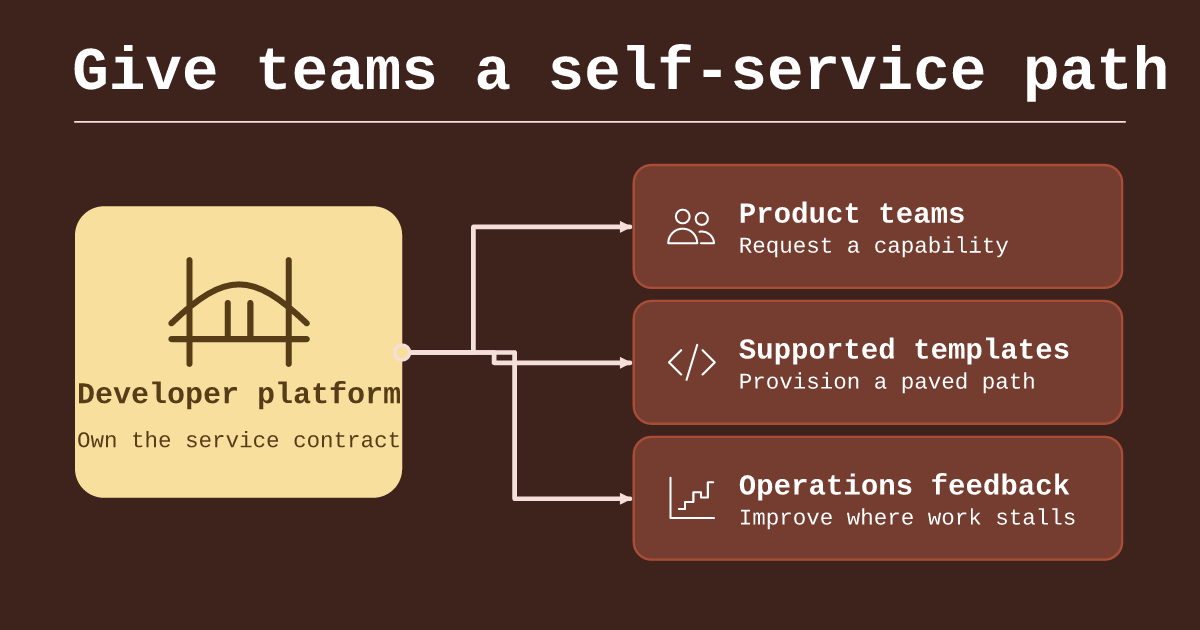 Give teams a self-service path
Developer platform
Own the service contract
Product teams
Request a capability
Supported templates
Provision a paved path
Operations feedback
Improve where work stalls